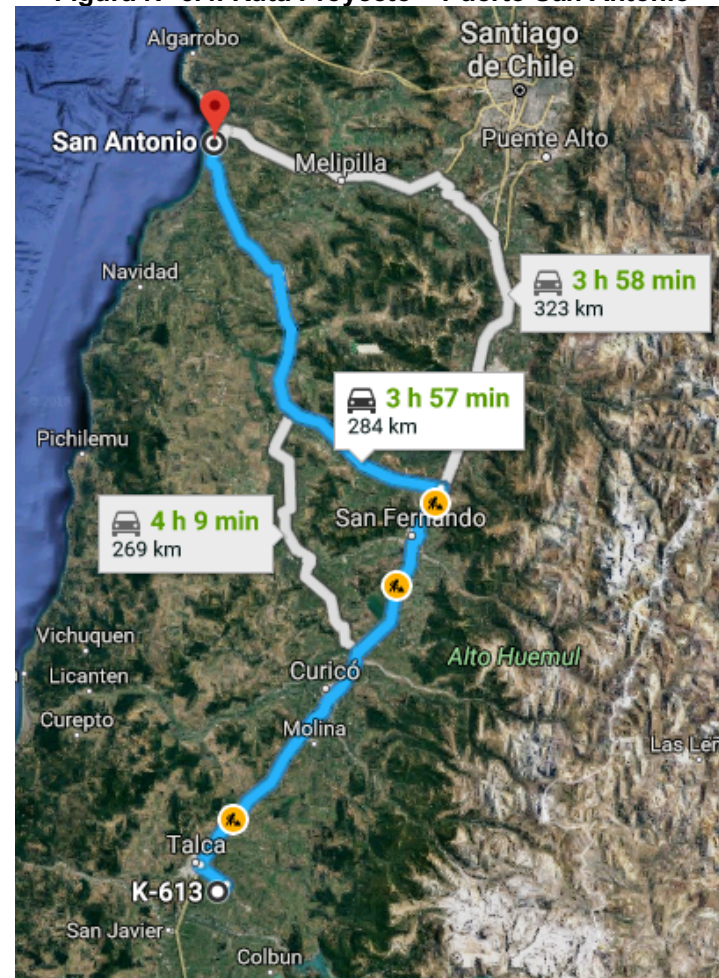 Algarrobo
Santiago
de Chile
San Antonio
Melipilla
Puente Alto
Navidad
3 h 58 min
323 km
3 h 57 min
284 km
Pichilemu
4 h 9 min
269 km
San Fernando
Vichuquen
Alto Huemul
Licanten
Curicó
Curepto
Molina
Las Leñ
Talca
K-613
San Javier
Colbun